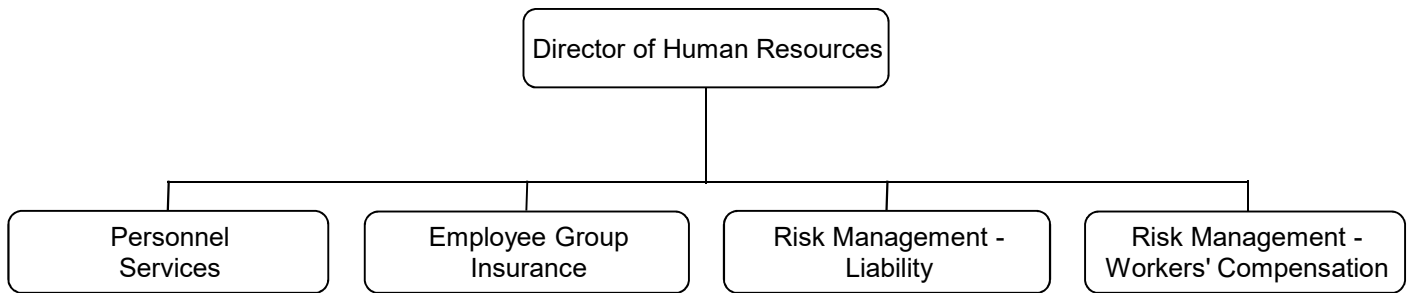 Director of Human Resources
Personnel
Services
Employee Group
Insurance
Risk Management -
Liability
Risk Management -
Workers' Compensation